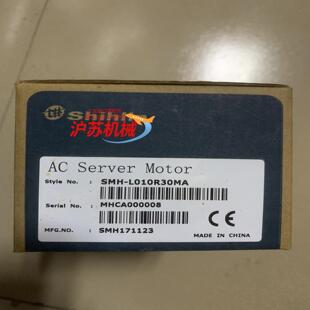 Shihlin
沪苏机械
AC Server Motor
Style No. : SMH-L010R30MA
Serial No. : MHCA000008
MFG.NO. : SMH171123
CE
MADE IN CHINA